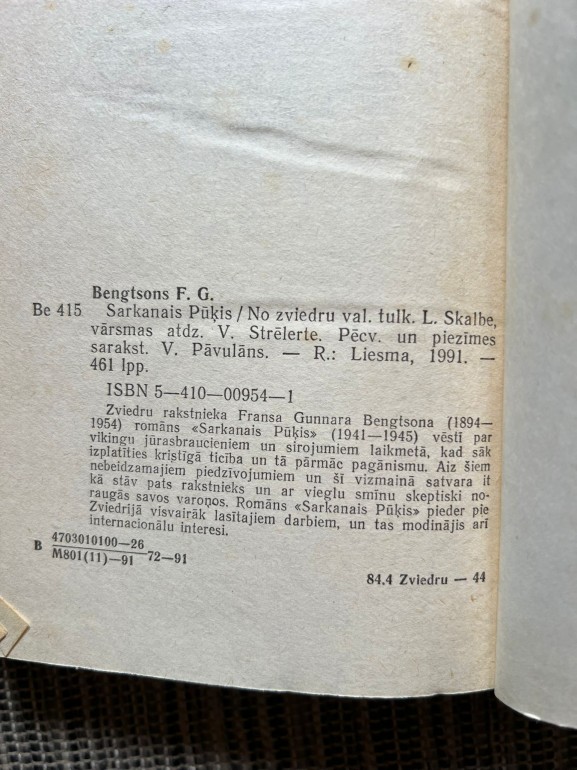 Bengtsons F. G.
Be 415 Sarkanais Pūķis / No zviedru val. tulk. L. Skalbe,
vārsmas atdz. V. Strēlerte. Pēcv. un piezīmes
sarakst. V. Pāvulāns. — R.: Liesma, 1991. —
461 lpp.
ISBN 5—410—00954—1
Zviedru rakstnieka Fransa Gunnara Bengtsona (1894—
1954) romāns «Sarkanais Pūķis» (1941—1945) vēstī par
vikingu jūrasbraucieniem un sirojumiem laikmetā, kad sāk
izplatīties kristīgā ticība un tā pārmāc pagānismu. Aiz šiem
nebeidzamajiem piedzīvojumiem un šī vizmainā satvara it
kā stāv pats rakstnieks un ar vieglu smīnu skeptiski no-
raugās savos varoņos. Romāns «Sarkanais Pūķis» pieder pie
Zviedrijā visvairāk lasītajiem darbiem, un tas modinājis arī
internacionālu interesi.
B 4703010100—26
M801(11)—91 72—91
84.4 Zviedru — 44